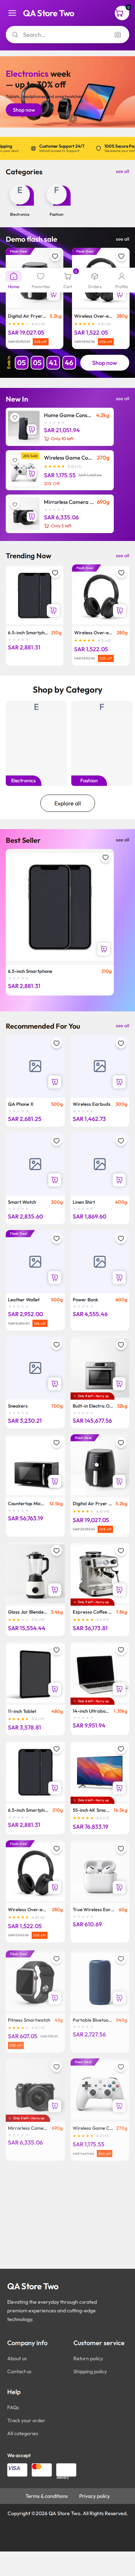 QA Store Two
0
Search...
Electronics week
— up to 70% off
Shop now
Shipping
Customer Support 24/7
100% Secure Pa
Categories
see all
E
F
Electronics
Fashion
Demo flash sale
see all
Flash Deal
Flash Deal
Digital Air Fryer ...
5.2kg
SAR 19,027.05
Wireless Over-e...
280g
SAR 1,522.05
Home
Favorites
Cart
0
Orders
Profile
Ends in
05
05
41
46
Shop now
New In
see all
Home Game Cons...
4.2kg
SAR 21,051.94
Only 10 left
Wireless Game Co...
270g
SAR 1,175.55
20% Off
Mirrorless Camera ...
690g
SAR 6,335.06
Only 5 left
Trending Now
see all
6.5-inch Smartph...
210g
SAR 2,881.31
Flash Deal
Wireless Over-e...
280g
SAR 1,522.05
Shop by Category
E
F
Electronics
Fashion
Explore all
Best Seller
see all
6.5-inch Smartphone
210g
SAR 2,881.31
Recommended For You
see all
QA Phone X
500g
SAR 2,681.25
Wireless Earbuds
300g
SAR 1,462.73
Smart Watch
300g
SAR 2,835.60
Linen Shirt
400g
SAR 1,869.60
Flash Deal
Leather Wallet
500g
SAR 2,952.00
Power Bank
400g
SAR 4,555.46
Sneakers
700g
SAR 3,230.21
Only 8 left - Hurry up
Built-in Electric O...
32kg
SAR 145,677.56
Countertop Mic...
12.5kg
SAR 56,763.19
Flash Deal
Digital Air Fryer ...
5.2kg
SAR 19,027.05
Glass Jar Blende...
3.4kg
SAR 15,554.44
Espresso Coffee ...
7.5kg
SAR 36,173.81
11-inch Tablet
480g
SAR 3,578.81
14-inch Ultrabo...
1.35kg
SAR 9,951.94
6.5-inch Smartph...
210g
SAR 2,881.31
55-inch 4K Sma...
16.5kg
SAR 76,833.19
Flash Deal
Wireless Over-e...
280g
SAR 1,522.05
True Wireless Ear...
60g
SAR 610.69
Flash Deal
Fitness Smartwatch
45g
SAR 607.05
Portable Bluetoo...
540g
SAR 2,727.56
Mirrorless Came...
690g
SAR 6,335.06
Flash Deal
Wireless Game C...
270g
SAR 1,175.55
QA Store Two
Elevating the everyday through curated
premium experiences and cutting-edge
technology.
Company info
Customer service
About us
Return policy
Contact us
Shipping policy
Help
FAQs
Track your order
All categories
We accept
VISA
Terms & conditions
Privacy policy
Copyright ©2026 QA Store Two. All Rights Reserved.